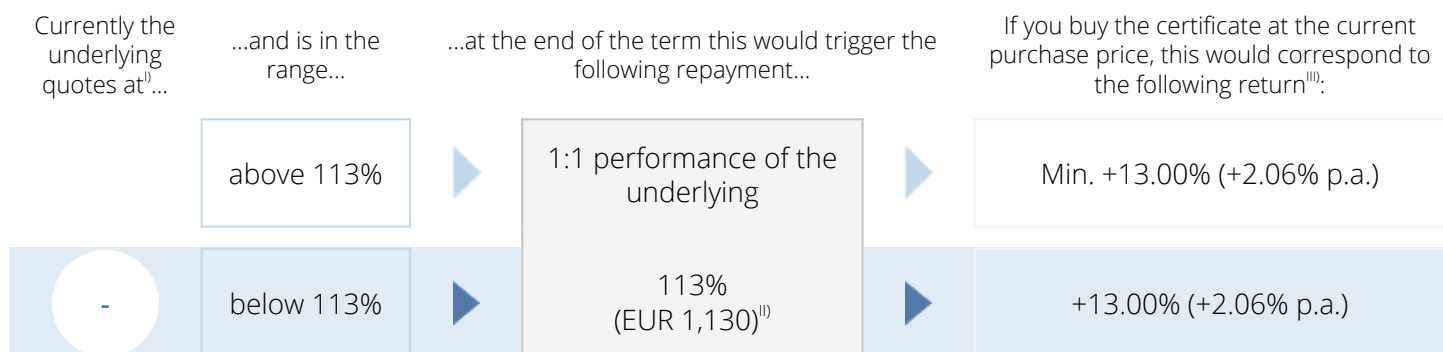 Currently the
underlying
quotes at^I)...
...and is in the
range...
...at the end of the term this would trigger the
following repayment...
If you buy the certificate at the current
purchase price, this would correspond to
the following return^III):
above 113%
1:1 performance of the
underlying
Min. +13.00% (+2.06% p.a.)
-
below 113%
113%
(EUR 1,130)^II)
+13.00% (+2.06% p.a.)